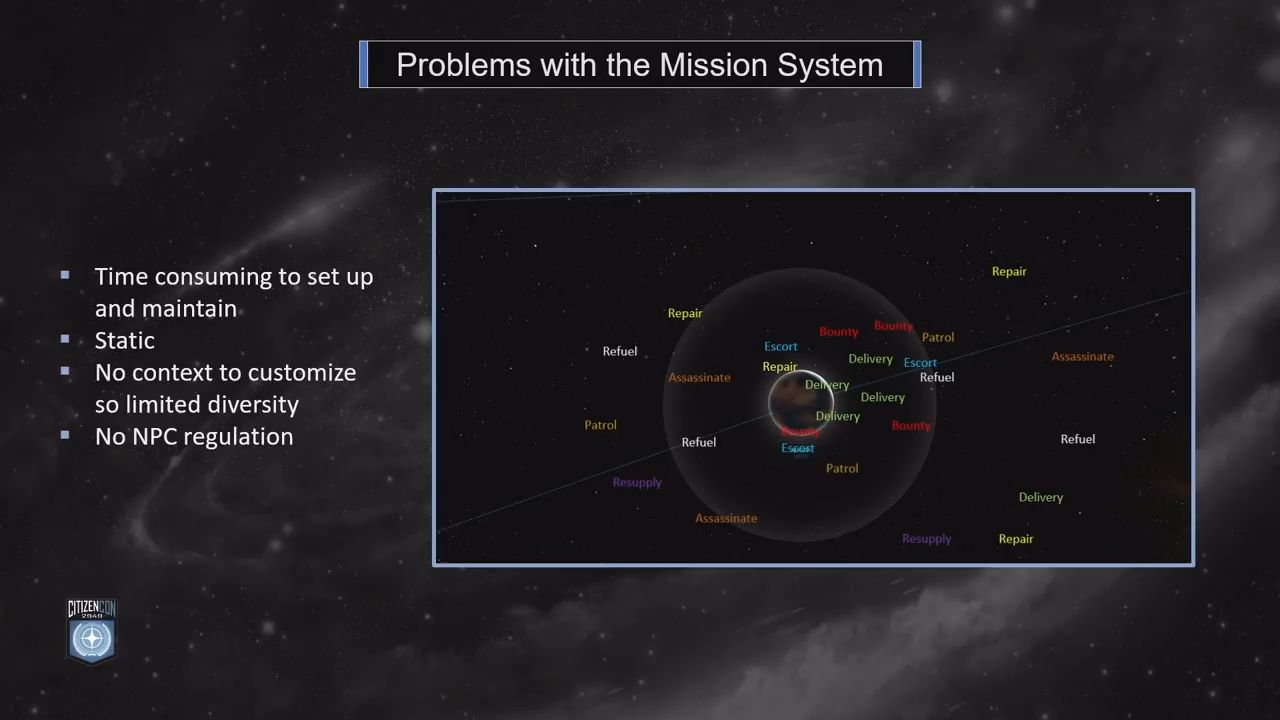 Problems with the Mission System
Time consuming to set up
and maintain
Static
No context to customize
so limited diversity
No NPC regulation
Repair
Repair
Bounty
Bounty
Patrol
Escort
Refuel
Delivery
Assassinate
Escort
Repair
Assassinate
Refuel
Delivery
Delivery
Delivery
Patrol
Bounty
Bounty
Refuel
Refuel
Escort
Patrol
Resupply
Delivery
Assassinate
Resupply
Repair
CITIZENCON
2949